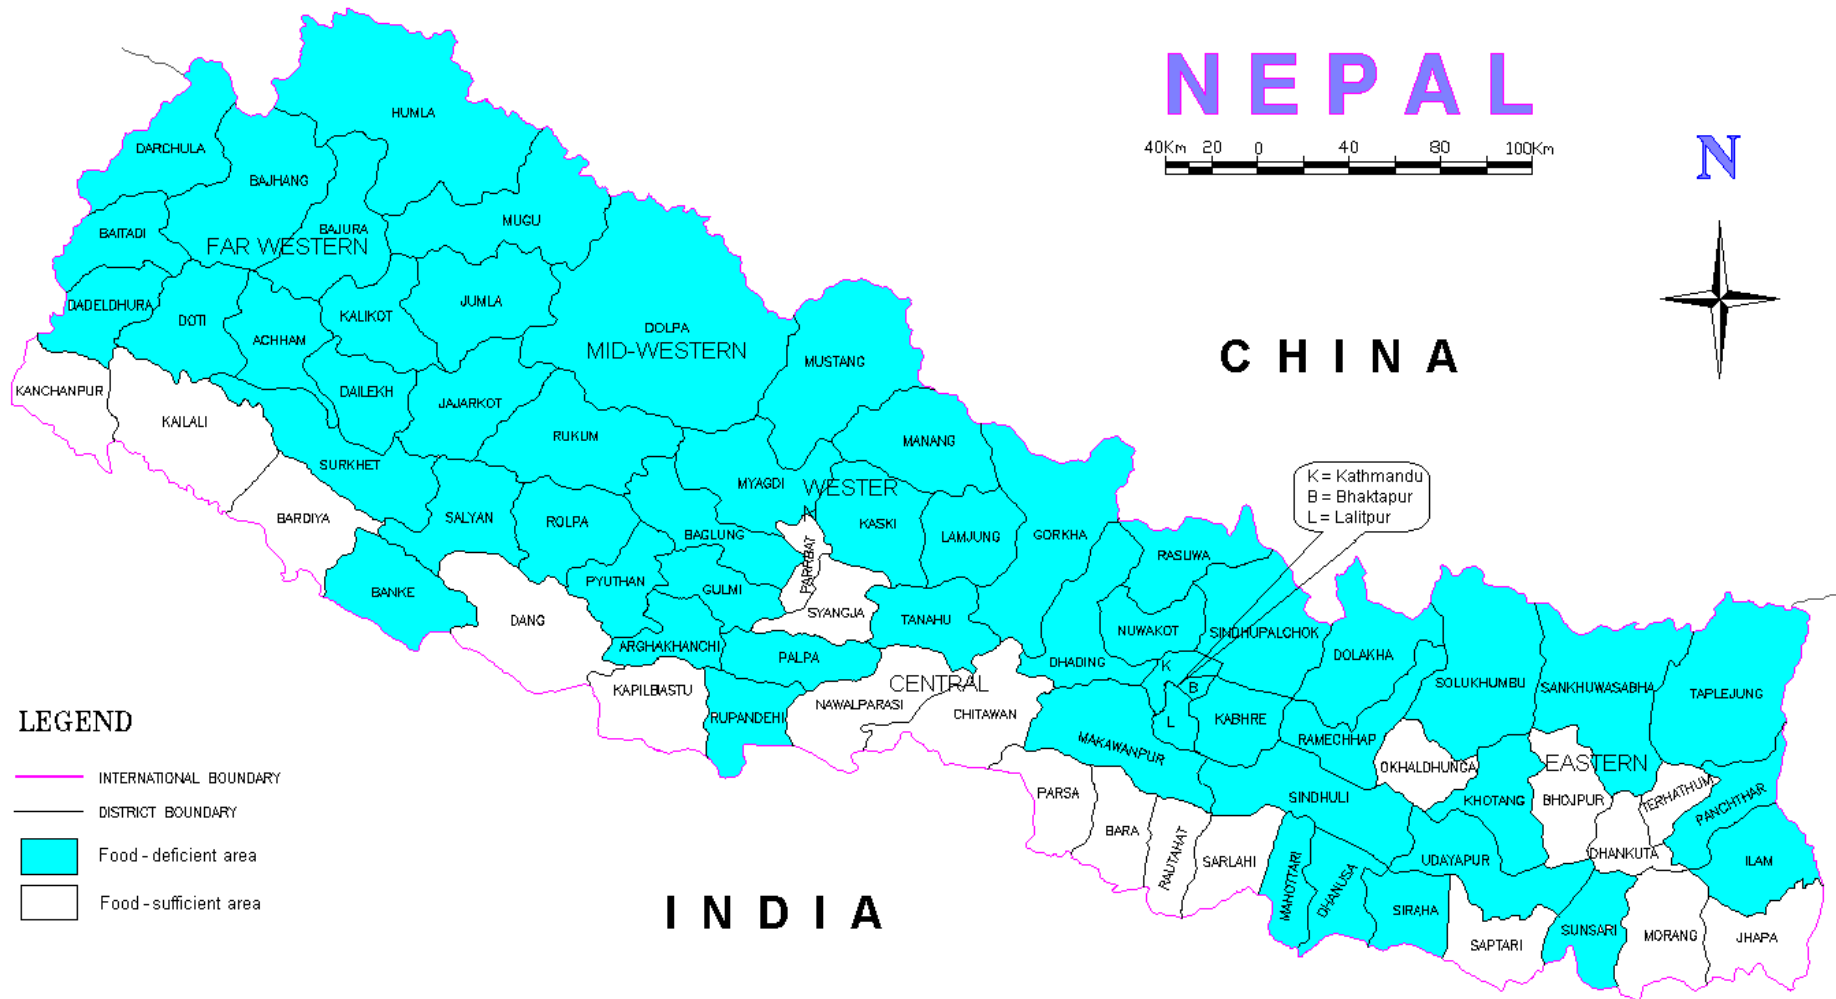 NEPAL
40Km 20 0 40 80 100Km
N
CHINA
INDIA
K = Kathmandu
B = Bhaktapur
L = Lalitpur
HUMLA
DARCHULA
BAJHANG
BAJURA
MUGU
BAITADI
FAR WESTERN
DADELDHURA
DOTI
ACHHAM
KALIKOT
JUMLA
DOLPA
MID-WESTERN
MUSTANG
KANCHANPUR
KAILALI
DAILEKH
JAJARKOT
RUKUM
MANANG
SURKHET
MYAGDI
WESTER
N
BARDIYA
SALYAN
ROLPA
BAGLUNG
KASKI
LAMJUNG
GORKHA
RASUWA
PARRBAT
BANKE
PYUTHAN
GULMI
SYANGJA
TANAHU
DANG
NUWAKOT
SINDHUPALCHOK
ARGHAKHANCHI
PALPA
DHADING
K
B
L
DOLAKHA
SOLUKHUMBU
SANKHUWASABHA
TAPLEJUNG
KAPILBASTU
RUPANDEHI
NAWALPARASI
CENTRAL
CHITAWAN
KABHRE
RAMECHHAP
MAKAWANPUR
OKHALDHUNGA
EASTERN
PARSA
SINDHULI
KHOTANG
BHOJPUR
TERHATHUM
PANCHTHAR
BARA
RAUTAHAT
SARLAHI
MAHOTTARI
DHANUSA
UDAYAPUR
DHANKUTA
ILAM
SIRAHA
SAPTARI
SUNSARI
MORANG
JHAPA
LEGEND
INTERNATIONAL BOUNDARY
DISTRICT BOUNDARY
Food - deficient area
Food - sufficient area